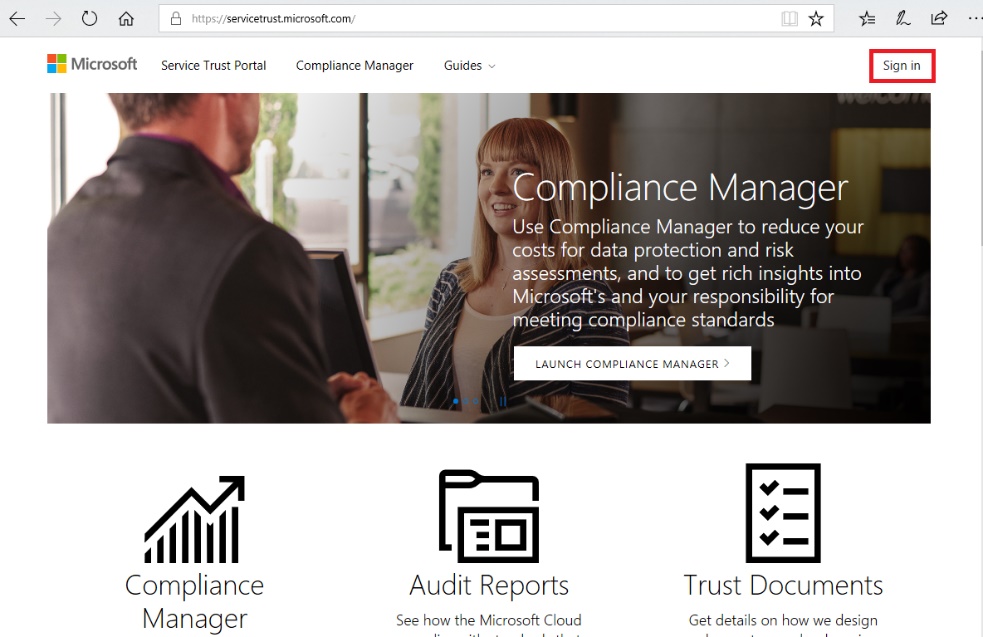 https://servicetrust.microsoft.com/
Microsoft Service Trust Portal Compliance Manager Guides Sign in
Compliance Manager
Use Compliance Manager to reduce your
costs for data protection and risk
assessments, and to get rich insights into
Microsoft's and your responsibility for
meeting compliance standards
LAUNCH COMPLIANCE MANAGER
Compliance
Manager
Audit Reports
See how the Microsoft Cloud
Trust Documents
Get details on how we design